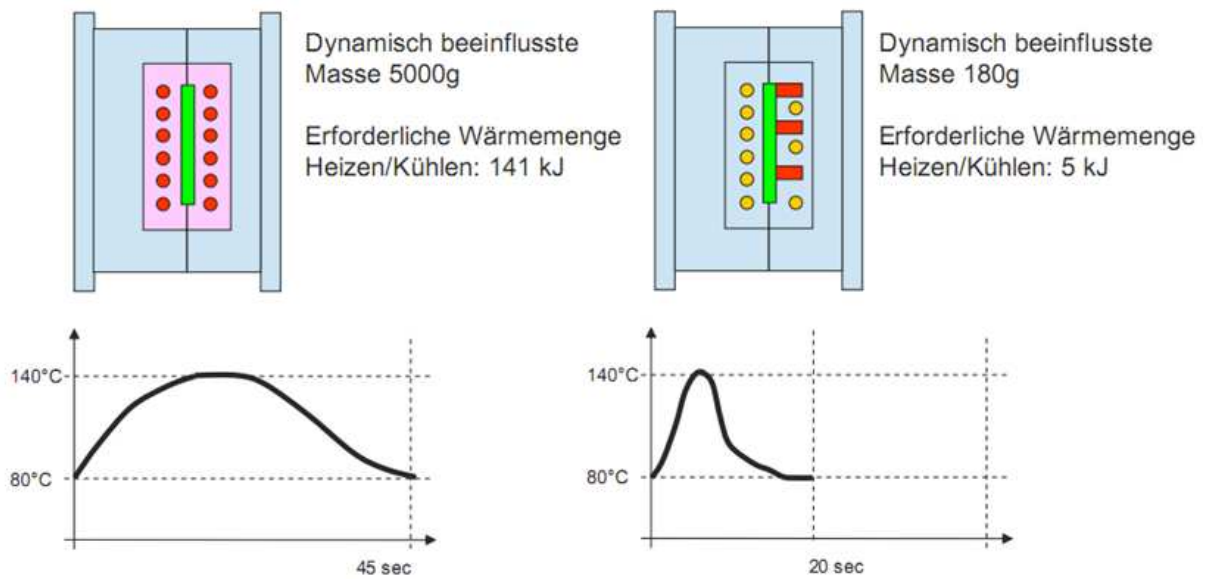 Dynamisch beeinflusste
Masse 5000g
Erforderliche Wärmemenge
Heizen/Kühlen: 141 kJ
Dynamisch beeinflusste
Masse 180g
Erforderliche Wärmemenge
Heizen/Kühlen: 5 kJ
140°C
80°C
45 sec
140°C
80°C
20 sec